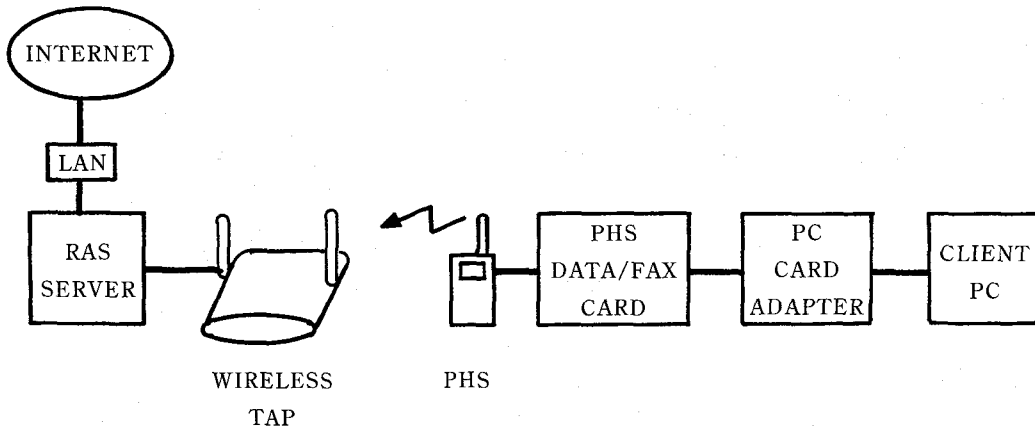 INTERNET
LAN
RAS
SERVER
PHS
DATA/FAX
CARD
PC
CARD
ADAPTER
CLIENT
PC
WIRELESS
TAP
PHS